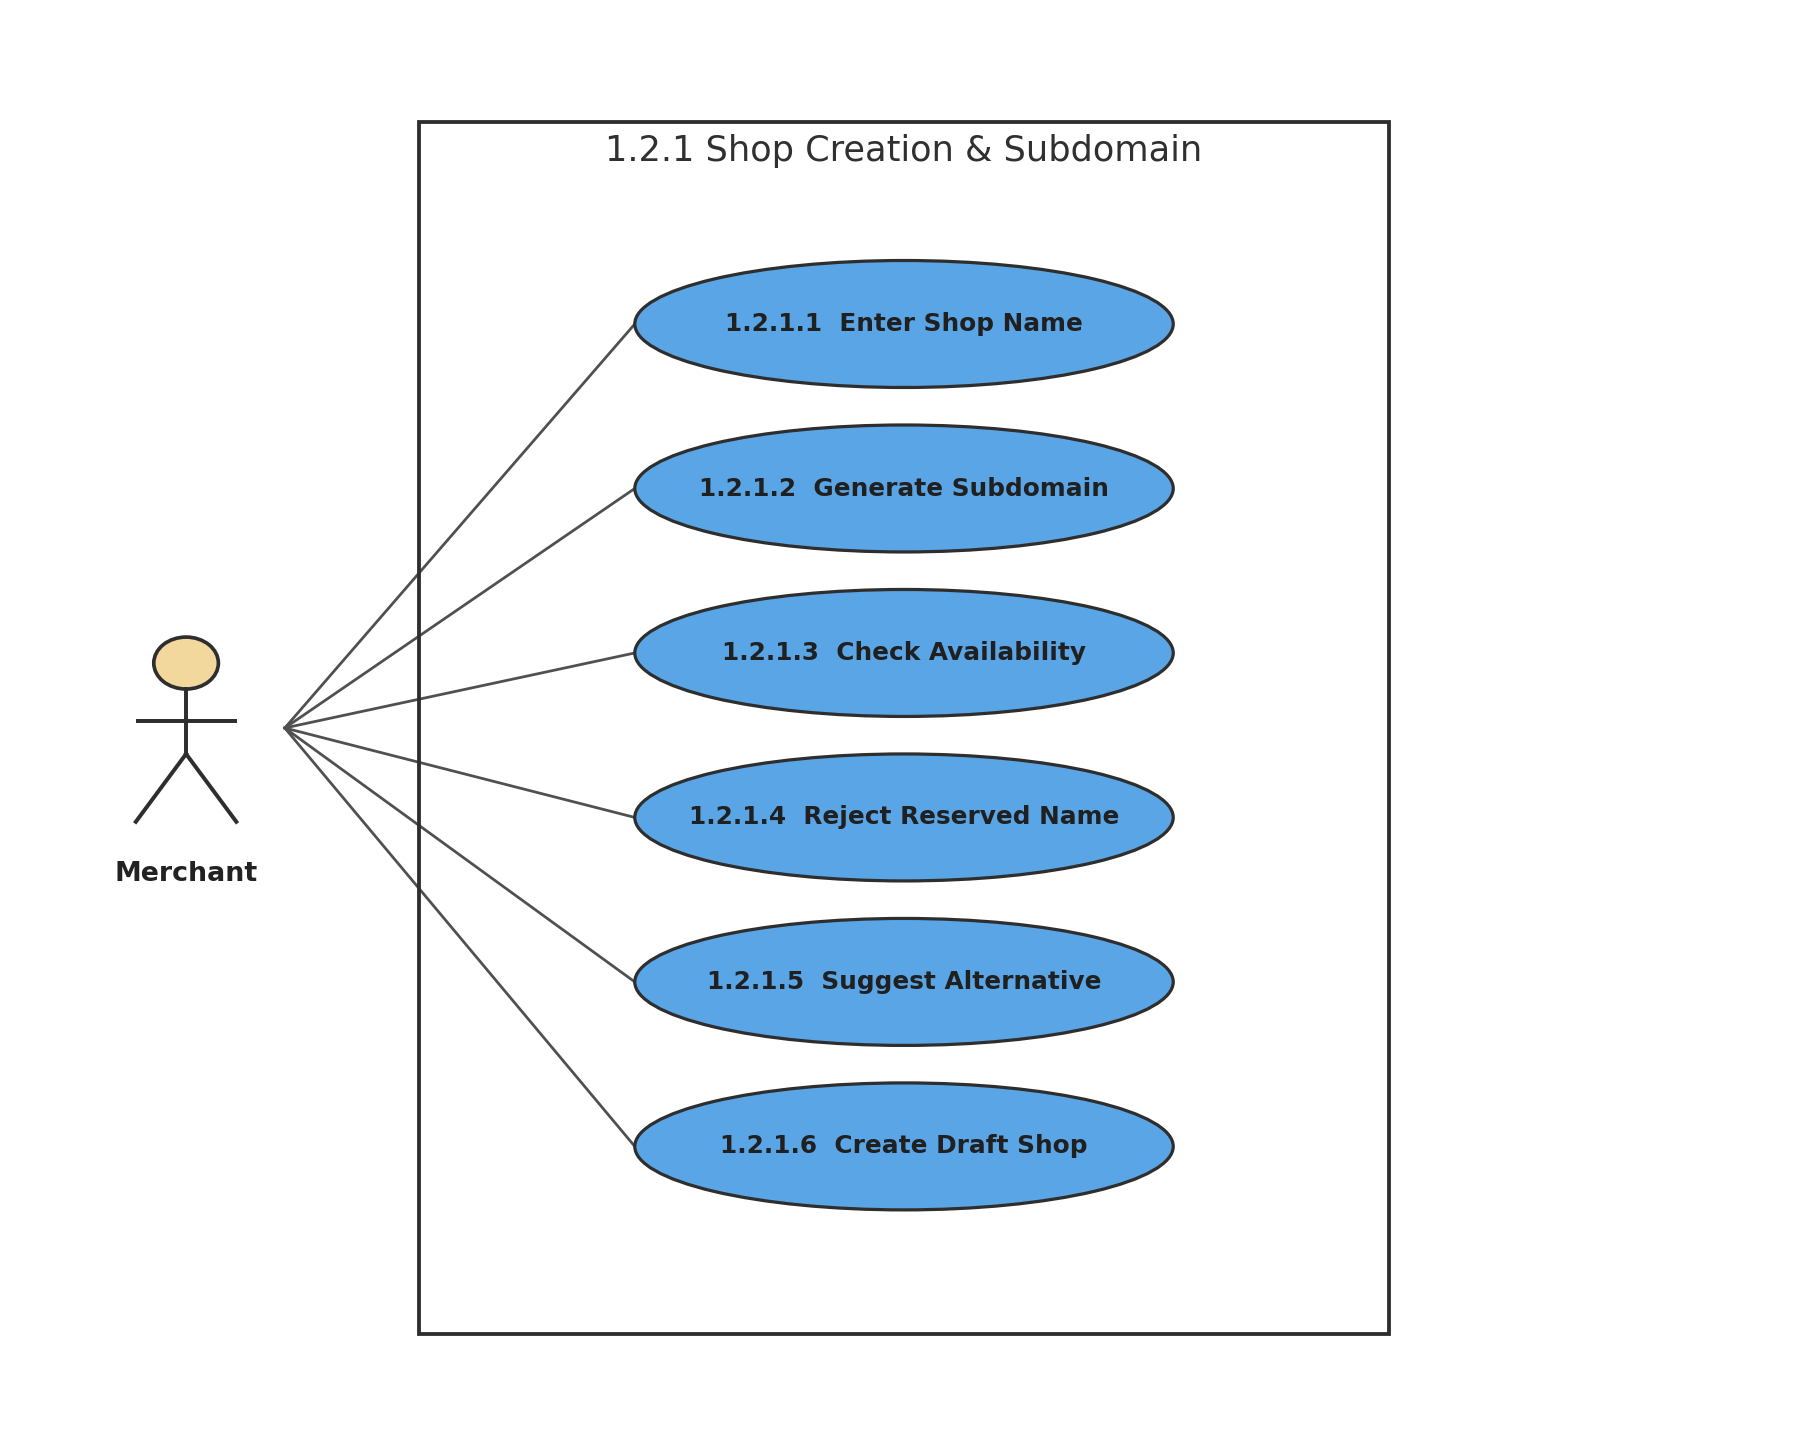 1.2.1 Shop Creation & Subdomain
1.2.1.1  Enter Shop Name
1.2.1.2  Generate Subdomain
1.2.1.3  Check Availability
1.2.1.4  Reject Reserved Name
Merchant
1.2.1.5  Suggest Alternative
1.2.1.6  Create Draft Shop